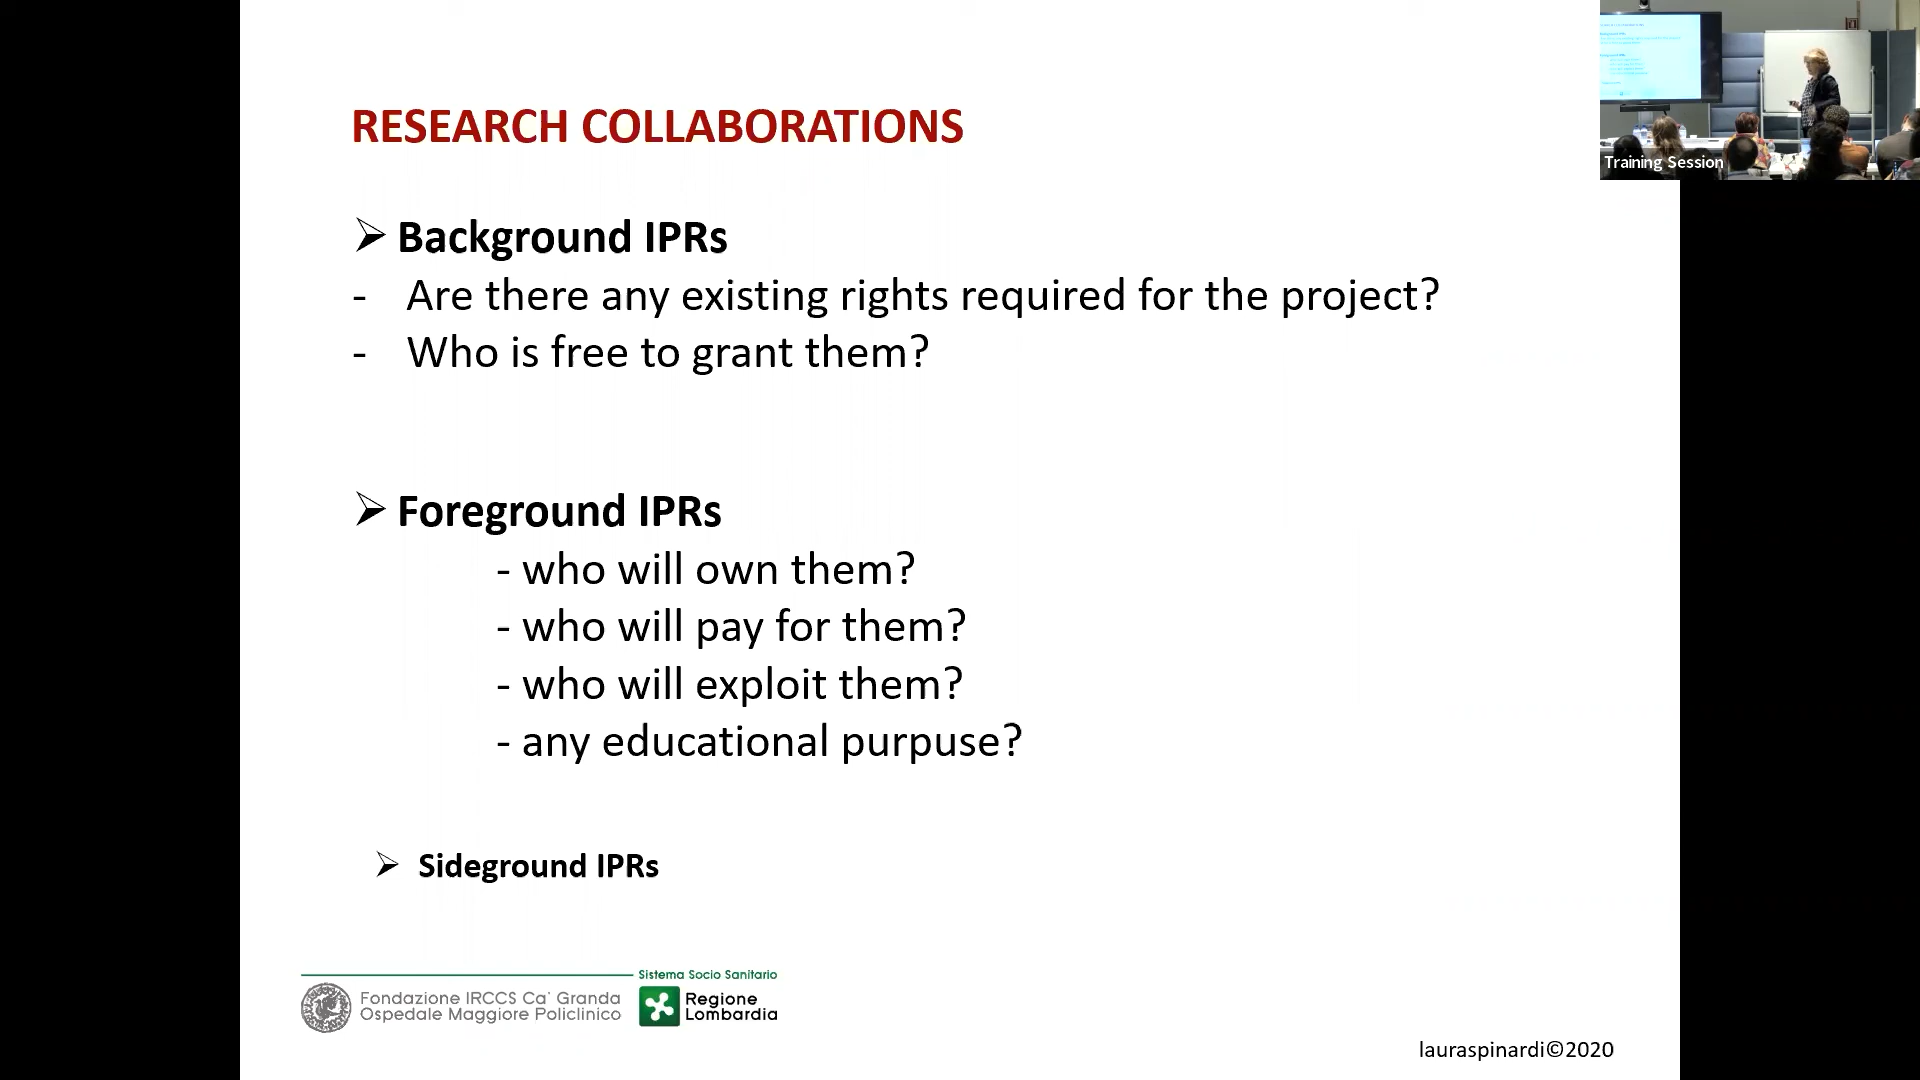 RESEARCH COLLABORATIONS
Training Session
➢ Background IPRs
- Are there any existing rights required for the project?
- Who is free to grant them?
➢ Foreground IPRs
- who will own them?
- who will pay for them?
- who will exploit them?
- any educational purpuse?
➢ Sideground IPRs
Sistema Socio Sanitario
Fondazione IRCCS Ca' Granda
Ospedale Maggiore Policlinico
Regione
Lombardia
lauraspinardi©2020